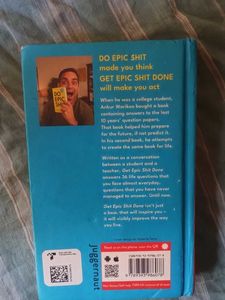 DO
EPIC
SHIT
DO EPIC SHIT
made you think
GET EPIC SHIT DONE
will make you act
When he was a college student,
Ankur Warikoo bought a book
containing answers to the last
10 years' question papers.
That book helped him prepare
for the future, if not predict it.
In his second book, he attempts
to create the same book for life.
Written as a conversation
between a student and a
teacher, Get Epic Shit Done
answers 36 life questions that
you face almost everyday,
questions that you have never
managed to answer. Until now.
Get Epic Shit Done isn't just
a book that will inspire you –
it will visibly improve the way
you live.
juggernaut